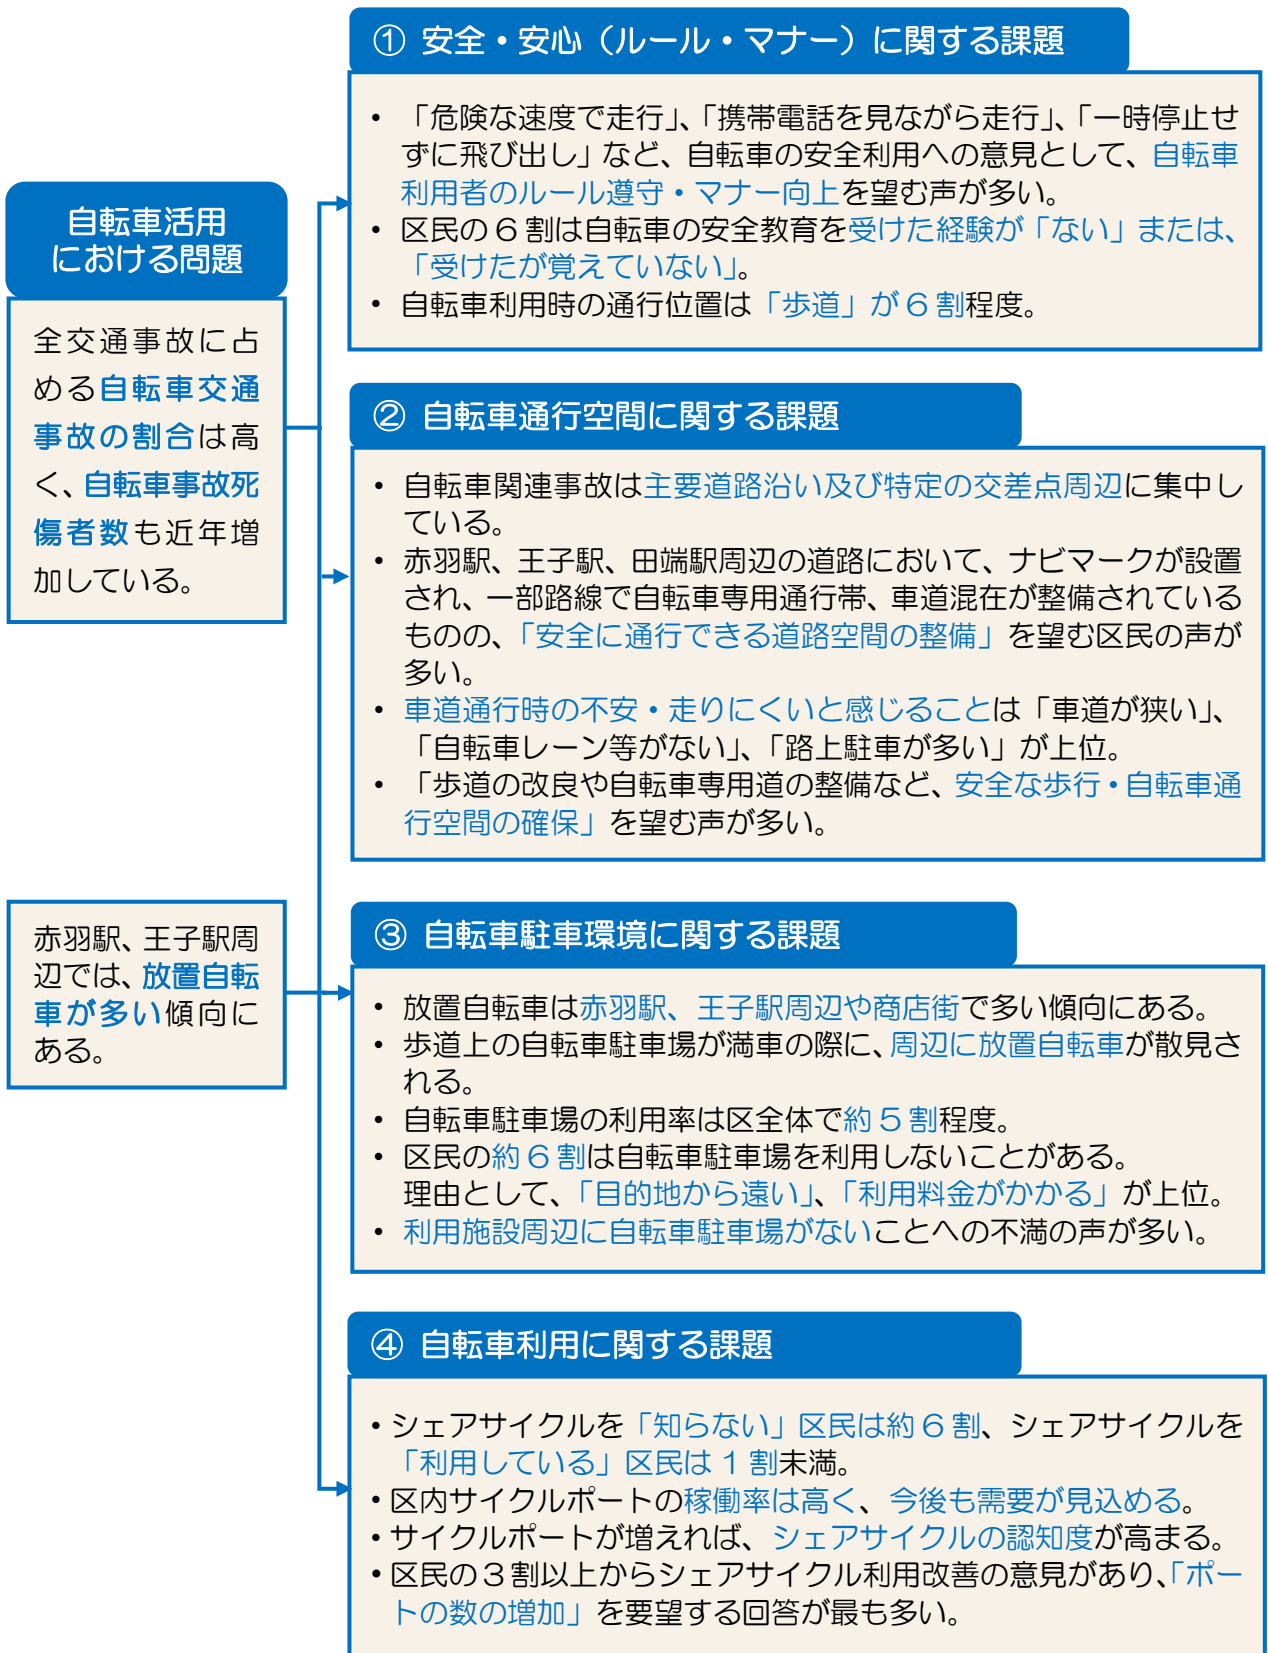 自転車活用
における問題
全交通事故に占
める自転車交通
事故の割合は高
く、自転車事故死
傷者数も近年増
加している。
赤羽駅、王子駅周
辺では、放置自転
車が多い傾向に
ある。
① 安全・安心（ルール・マナー）に関する課題
• 「危険な速度で走行」、「携帯電話を見ながら走行」、「一時停止せ
ずに飛び出し」など、自転車の安全利用への意見として、自転車
利用者のルール遵守・マナー向上を望む声が多い。
• 区民の6割は自転車の安全教育を受けた経験が「ない」または、
「受けたが覚えていない」。
• 自転車利用時の通行位置は「歩道」が6割程度。
② 自転車通行空間に関する課題
• 自転車関連事故は主要道路沿い及び特定の交差点周辺に集中し
ている。
• 赤羽駅、王子駅、田端駅周辺の道路において、ナビマークが設置
され、一部路線で自転車専用通行帯、車道混在が整備されている
ものの、「安全に通行できる道路空間の整備」を望む区民の声が
多い。
• 車道通行時の不安・走りにくいと感じることは「車道が狭い」、
「自転車レーン等がない」、「路上駐車が多い」が上位。
• 「歩道の改良や自転車専用道の整備など、安全な歩行・自転車通
行空間の確保」を望む声が多い。
③ 自転車駐車環境に関する課題
• 放置自転車は赤羽駅、王子駅周辺や商店街で多い傾向にある。
• 歩道上の自転車駐車場が満車の際に、周辺に放置自転車が散見さ
れる。
• 自転車駐車場の利用率は区全体で約5割程度。
• 区民の約6割は自転車駐車場を利用しないことがある。
理由として、「目的地から遠い」、「利用料金がかかる」が上位。
• 利用施設周辺に自転車駐車場がないことへの不満の声が多い。
④ 自転車利用に関する課題
• シェアサイクルを「知らない」区民は約6割、シェアサイクルを
「利用している」区民は1割未満。
• 区内サイクルポートの稼働率は高く、今後も需要が見込める。
• サイクルポートが増えれば、シェアサイクルの認知度が高まる。
• 区民の3割以上からシェアサイクル利用改善の意見があり、「ポー
トの数の増加」を要望する回答が最も多い。